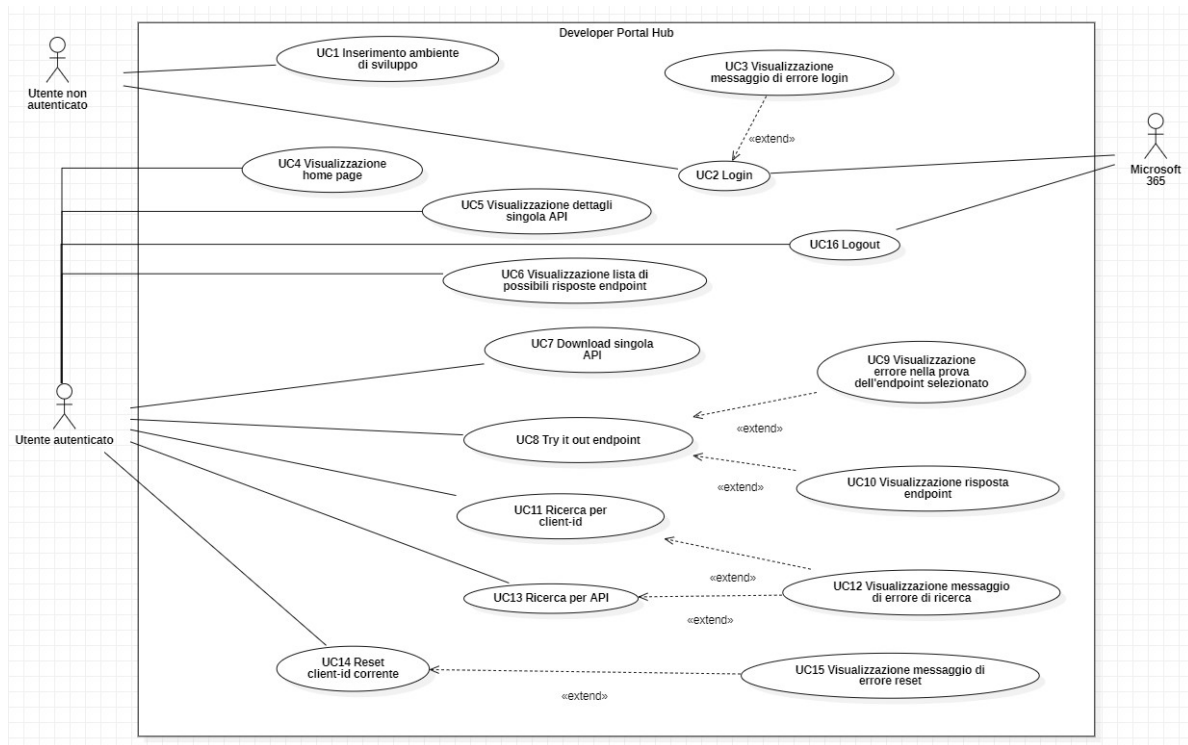 Developer Portal Hub
Utente non
autenticato
UC1 Inserimento ambiente
di sviluppo
UC3 Visualizzazione
messaggio di errore login
«extend»
UC2 Login
Microsoft
365
UC4 Visualizzazione
home page
UC5 Visualizzazione dettagli
singola API
UC16 Logout
UC6 Visualizzazione lista di
possibili risposte endpoint
UC7 Download singola
API
UC9 Visualizzazione
errore nella prova
dell'endpoint selezionato
«extend»
Utente autenticato
UC8 Try it out endpoint
«extend»
UC10 Visualizzazione risposta
endpoint
UC11 Ricerca per
client-id
«extend»
UC12 Visualizzazione messaggio
di errore di ricerca
UC13 Ricerca per API
«extend»
UC14 Reset
client-id corrente
UC15 Visualizzazione messaggio di
errore reset
«extend»